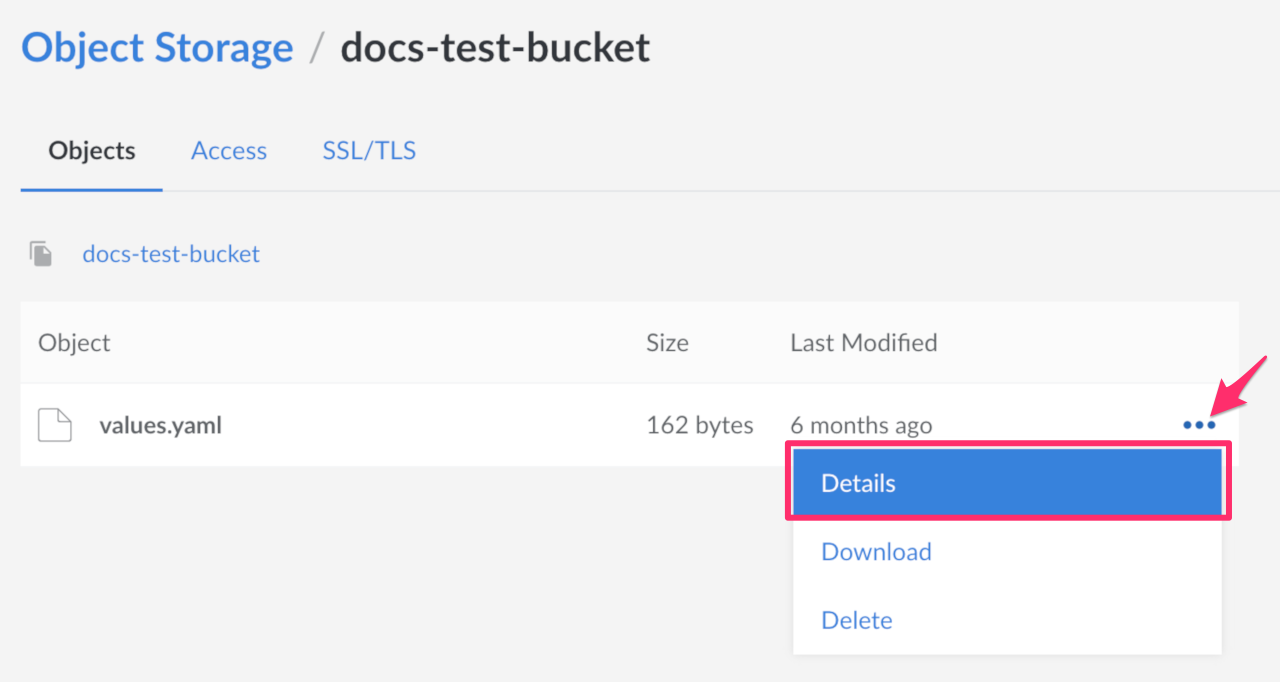 Object Storage / docs-test-bucket
Objects Access SSL/TLS
docs-test-bucket
Object Size Last Modified
values.yaml 162 bytes 6 months ago
Details
Download
Delete